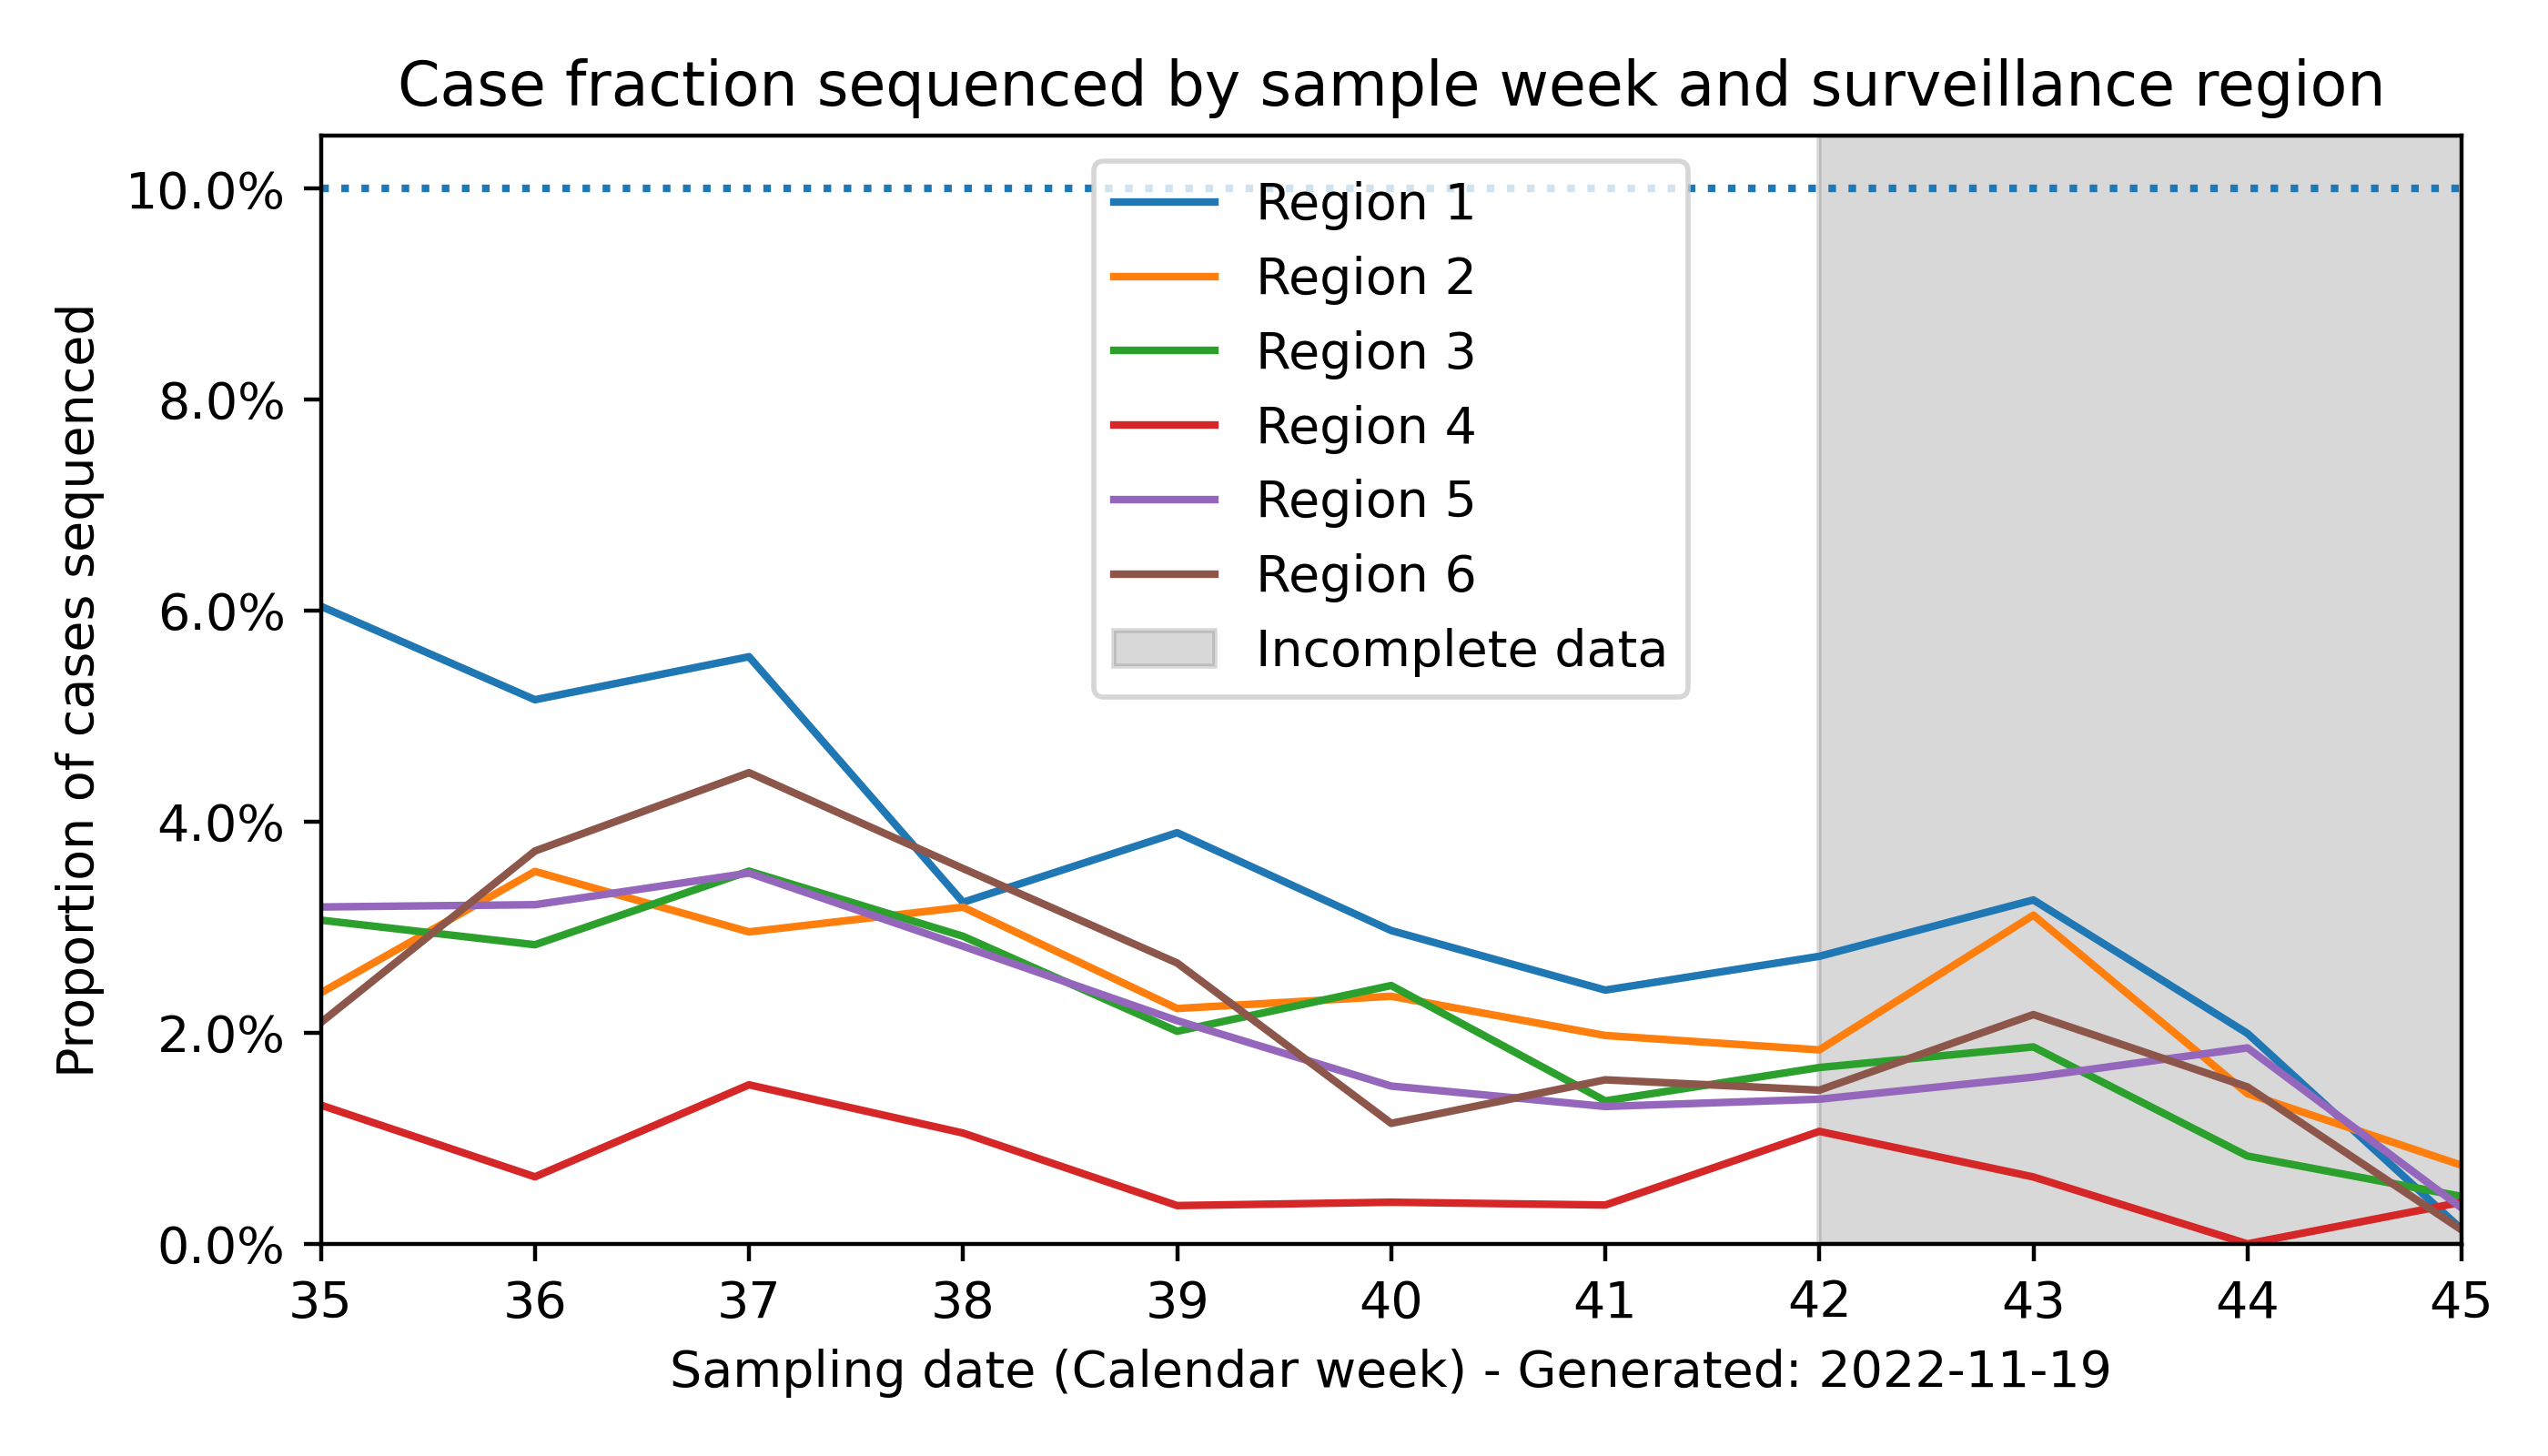 Case fraction sequenced by sample week and surveillance region
Proportion of cases sequenced
10.0%
8.0%
6.0%
4.0%
2.0%
0.0%
Region 1
Region 2
Region 3
Region 4
Region 5
Region 6
Incomplete data
35 36 37 38 39 40 41 42 43 44 45
Sampling date (Calendar week) - Generated: 2022-11-19